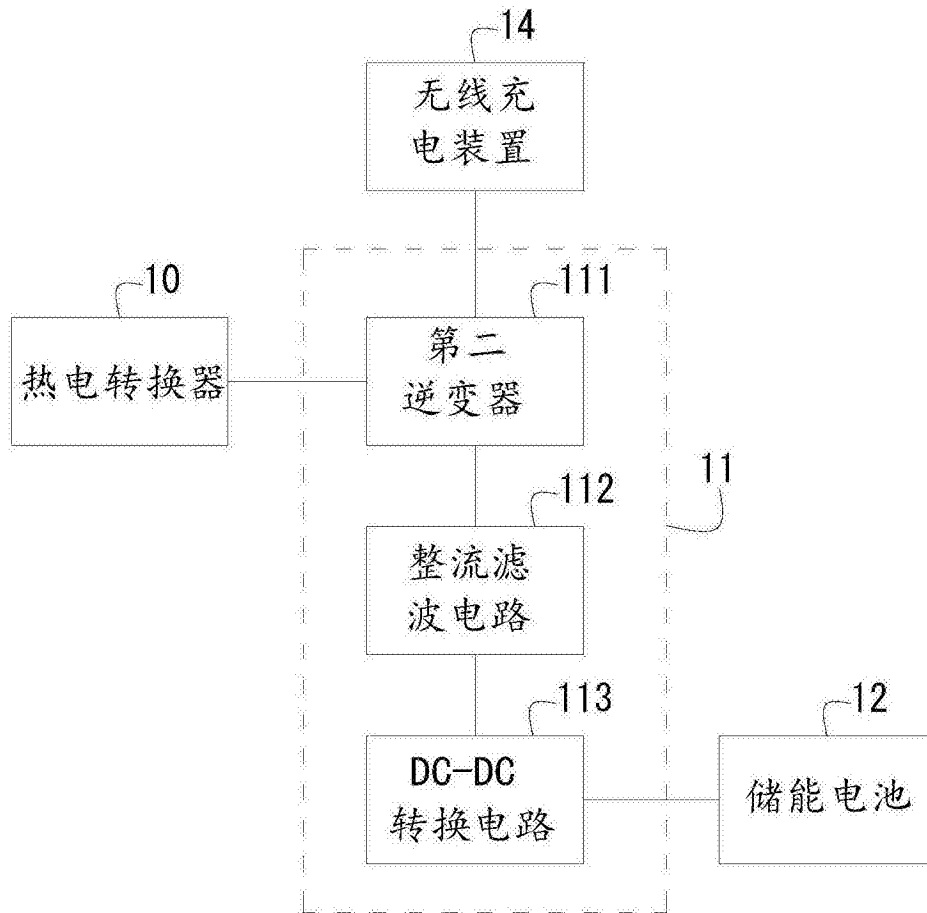 14
无线充
电装置
10
111
热电转换器
第二
逆变器
11
112
整流滤
波电路
113
12
DC-DC
转换电路
储能电池